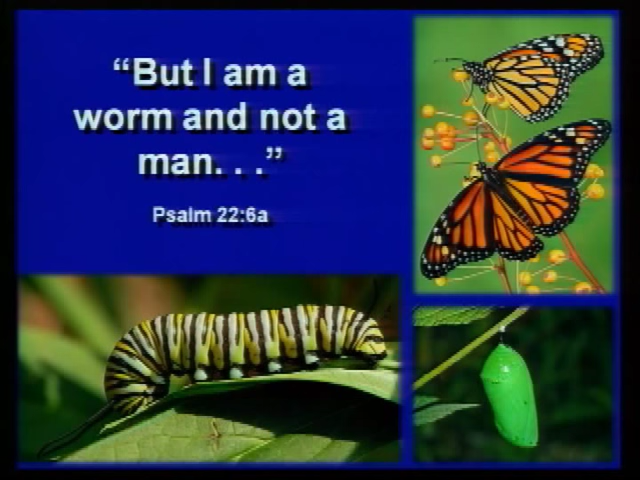 “But I am a
worm and not a
man. . .”
Psalm 22:6a